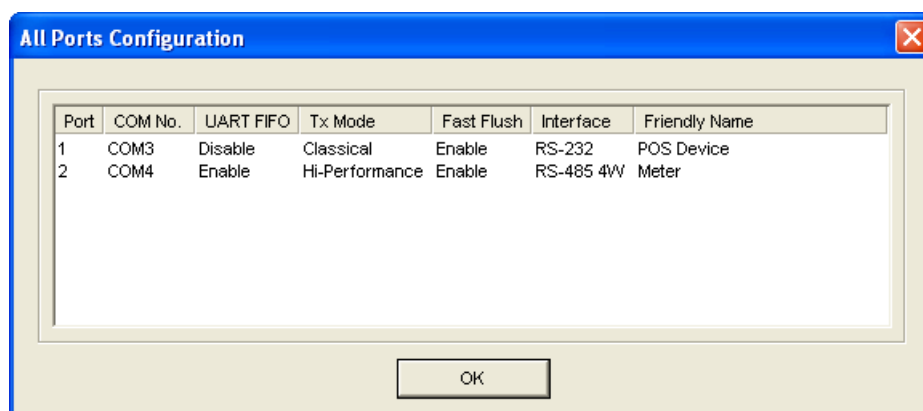 All Ports Configuration
Port COM No. UART FIFO Tx Mode Fast Flush Interface Friendly Name
1 COM3 Disable Classical Enable RS-232 POS Device
2 COM4 Enable Hi-Performance Enable RS-485 4W Meter
OK